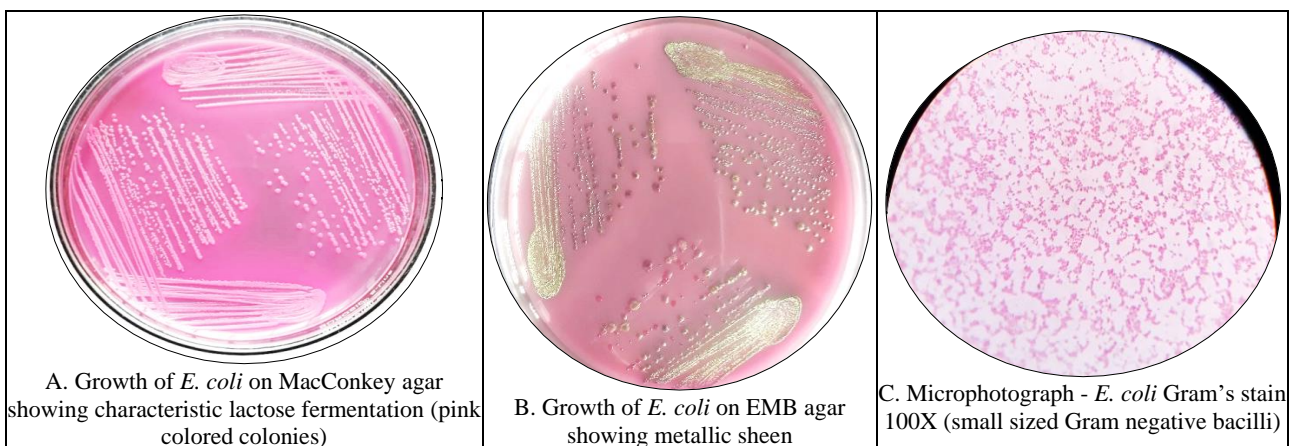 A. Growth of E. coli on MacConkey agar
showing characteristic lactose fermentation (pink
colored colonies)
B. Growth of E. coli on EMB agar
showing metallic sheen
C. Microphotograph - E. coli Gram’s stain
100X (small sized Gram negative bacilli)